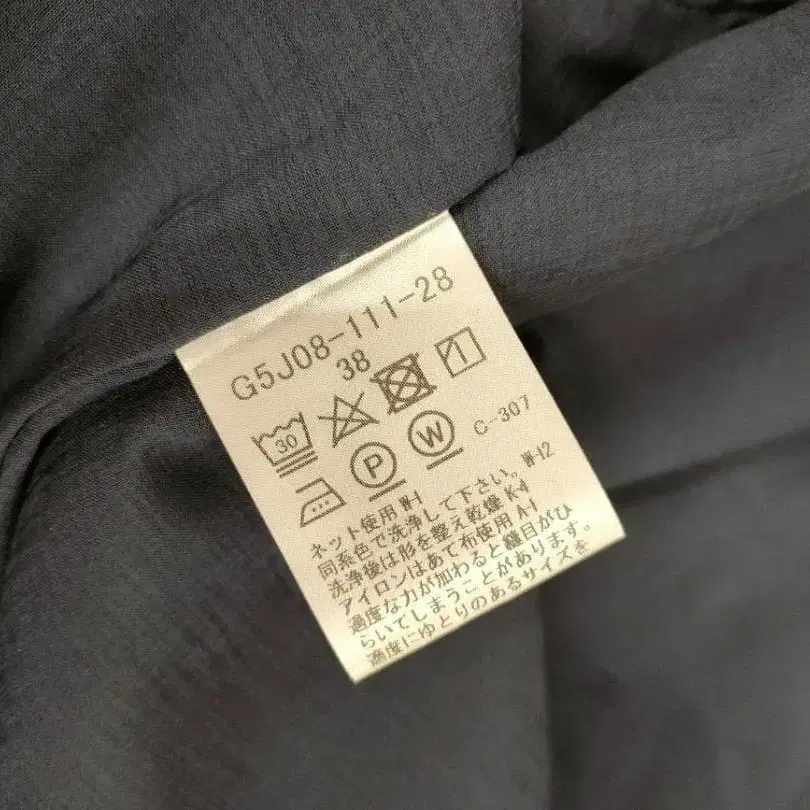 G5J08-111-28
38
30
P W C-307
ネット使用 W-1
同系色で洗浄して下さい。 W-12
洗浄後は形を整え乾燥 K-4
アイロンはあて布使用 A-1
過度な力が加わると縫目がひ
らいてしまうことがあります。
適度にゆとりのあるサイズを